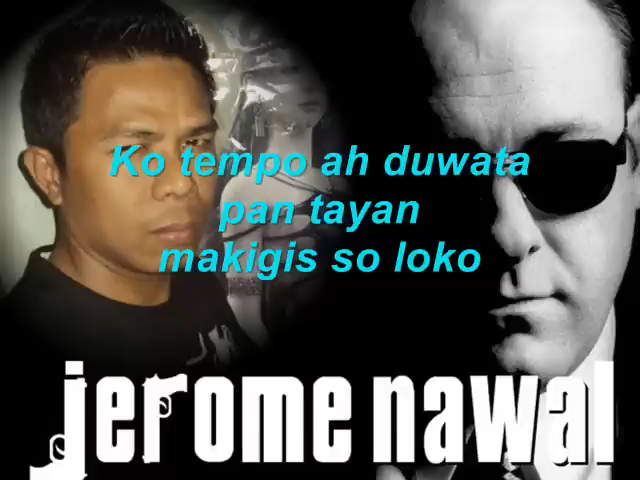 Ko tempo ah duwata
pan tayan
makigis so loko
jerome nawal